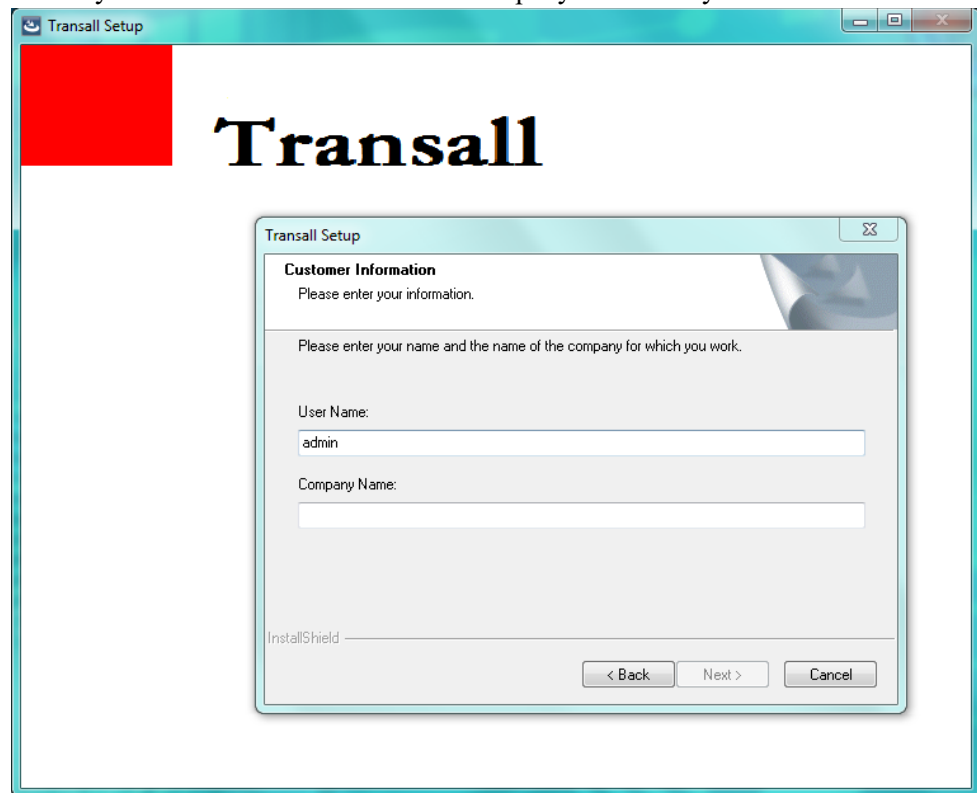 Transall Setup
Transall
Transall Setup
Customer Information
Please enter your information.
Please enter your name and the name of the company for which you work.
User Name:
admin
Company Name:
InstallShield
< Back Next > Cancel